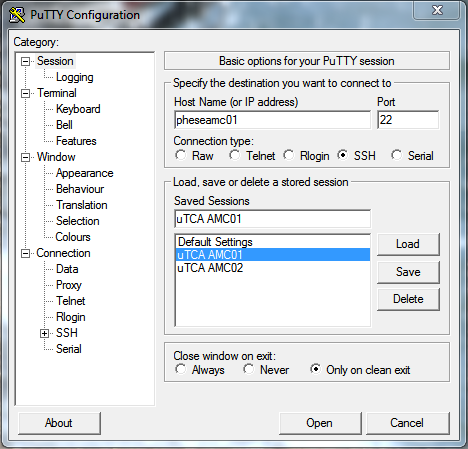 PuTTY Configuration
Category:
Session
Logging
Terminal
Keyboard
Bell
Features
Window
Appearance
Behaviour
Translation
Selection
Colours
Connection
Data
Proxy
Telnet
Rlogin
SSH
Serial
Basic options for your PuTTY session
Specify the destination you want to connect to
Host Name (or IP address) Port
pheseamc01 22
Connection type:
Raw Telnet Rlogin SSH Serial
Load, save or delete a stored session
Saved Sessions
uTCA AMC01
Default Settings
uTCA AMC01
uTCA AMC02
Load
Save
Delete
Close window on exit:
Always Never Only on clean exit
About Open Cancel